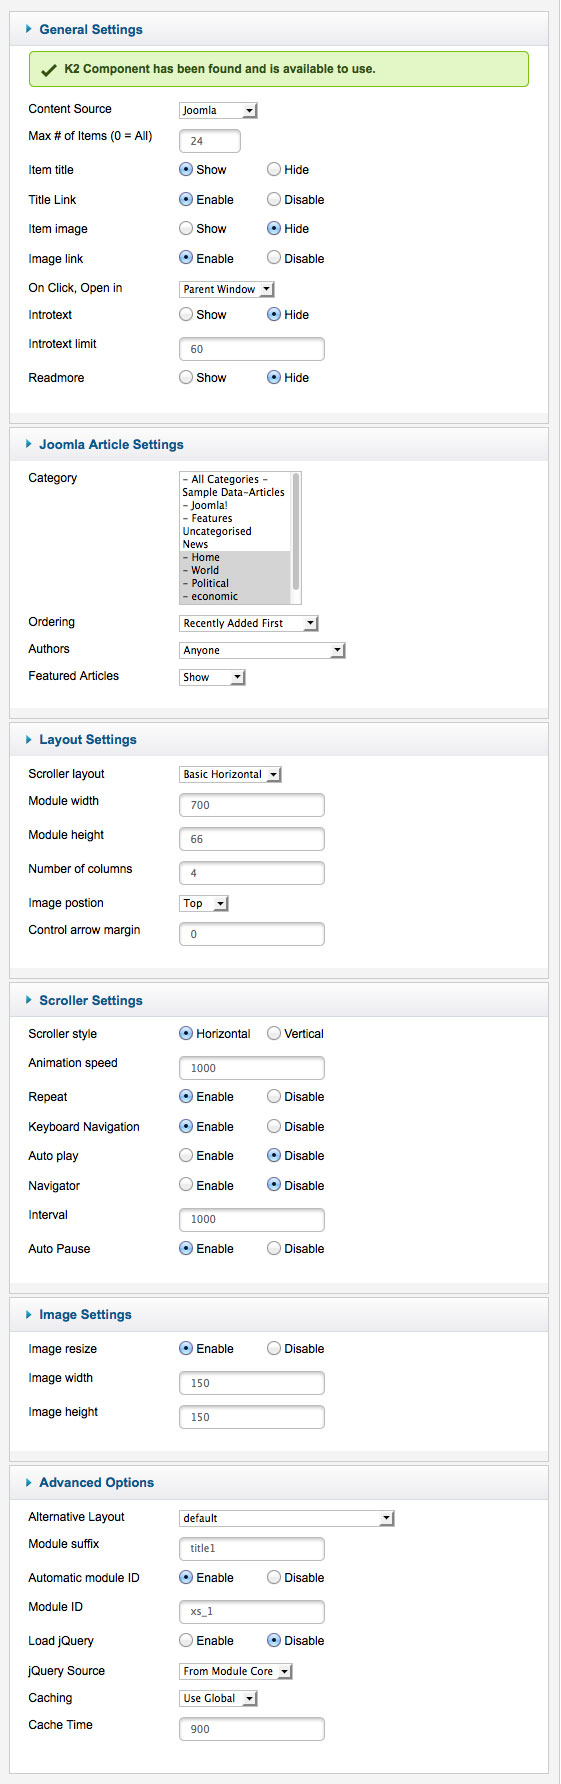 General Settings
K2 Component has been found and is available to use.
Content Source Joomla
Max # of Items (0 = All) 24
Item title Show Hide
Title Link Enable Disable
Item image Show Hide
Image link Enable Disable
On Click, Open in Parent Window
Introtext Show Hide
Introtext limit 60
Readmore Show Hide
Joomla Article Settings
Category - All Categories -
Sample Data-Articles
- Joomla!
- Features
Uncategorised
News
- Home
- World
- Political
- economic
Ordering Recently Added First
Authors Anyone
Featured Articles Show
Layout Settings
Scroller layout Basic Horizontal
Module width 700
Module height 66
Number of columns 4
Image postion Top
Control arrow margin 0
Scroller Settings
Scroller style Horizontal Vertical
Animation speed 1000
Repeat Enable Disable
Keyboard Navigation Enable Disable
Auto play Enable Disable
Navigator Enable Disable
Interval 1000
Auto Pause Enable Disable
Image Settings
Image resize Enable Disable
Image width 150
Image height 150
Advanced Options
Alternative Layout default
Module suffix title1
Automatic module ID Enable Disable
Module ID xs_1
Load jQuery Enable Disable
jQuery Source From Module Core
Caching Use Global
Cache Time 900